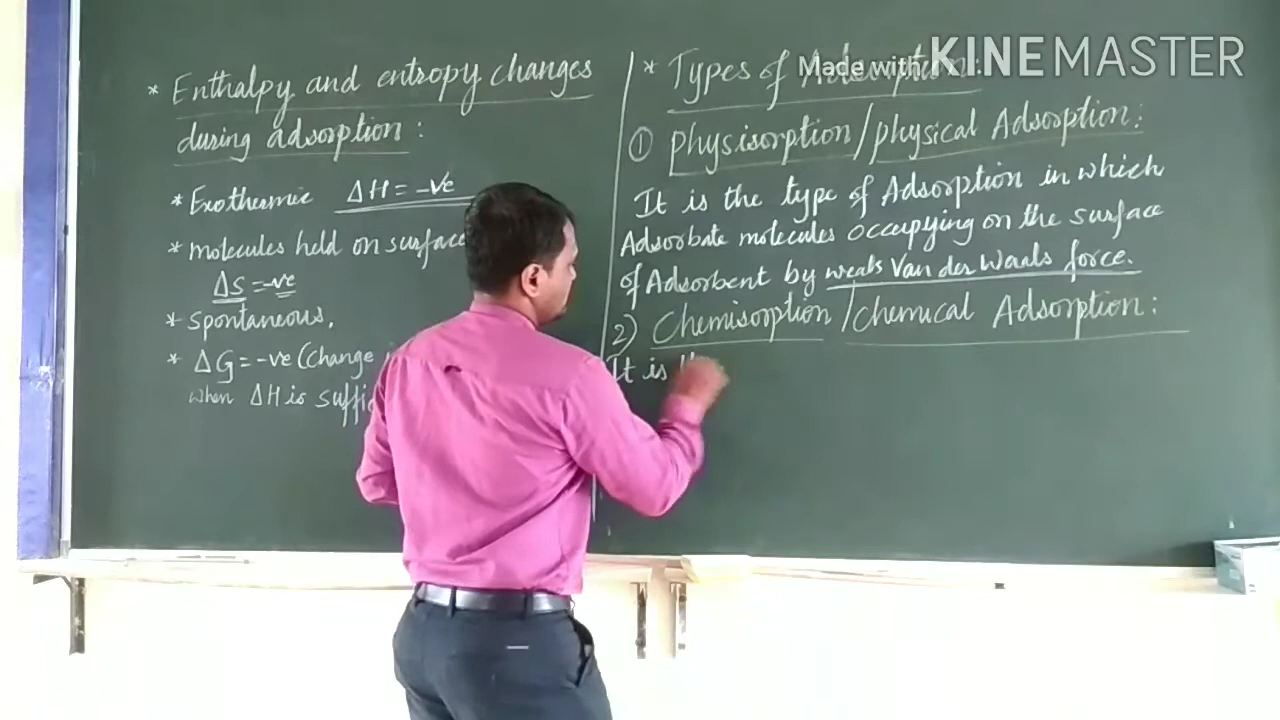 * Enthalpy and entropy changes
during adsorption :
* Exothermic ΔH = -ve
* Molecules held on surface
ΔS = -ve
* Spontaneous.
* ΔG = -ve (Change
when ΔH is
* Types of Adsorption :
Made with KINEMASTER
① physisorption / physical Adsorption :
It is the type of Adsorption in which
Adsorbate molecules occupying on the surface
of Adsorbent by weak Van der Waals force.
2) Chemisorption / chemical Adsorption :
It is